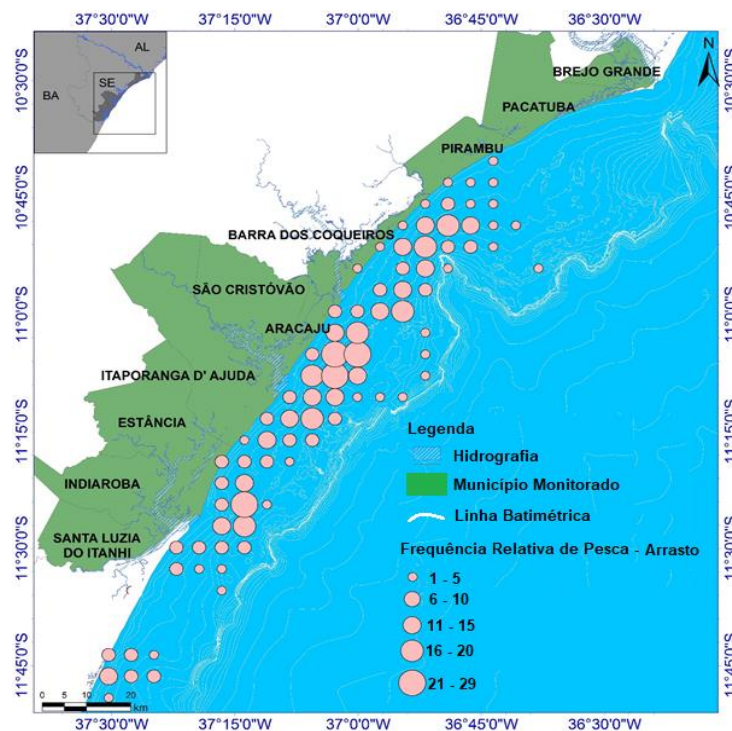 37°30'0"W 37°15'0"W 37°0'0"W 36°45'0"W 36°30'0"W
10°30'0"S
10°45'0"S
11°0'0"S
11°15'0"S
11°30'0"S
11°45'0"S
AL
SE
BA
N
BREJO GRANDE
PACATUBA
PIRAMBU
BARRA DOS COQUEIROS
SÃO CRISTÓVÃO
ARACAJU
ITAPORANGA D' AJUDA
ESTÂNCIA
INDIAROBA
SANTA LUZIA
DO ITANHI
Legenda
Hidrografia
Município Monitorado
Linha Batimétrica
Frequência Relativa de Pesca - Arrasto
1 - 5
6 - 10
11 - 15
16 - 20
21 - 29
0 5 10 20
km
10°30'0"S
10°45'0"S
11°0'0"S
11°15'0"S
11°30'0"S
11°45'0"S
37°30'0"W 37°15'0"W 37°0'0"W 36°45'0"W 36°30'0"W